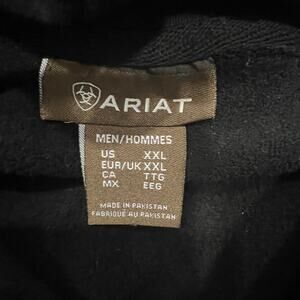 ARIAT
MEN/HOMMES
US XXL
EUR/UK XXL
CA TTG
MX EEG
MADE IN PAKISTAN
FABRIQUÉ AU PAKISTAN